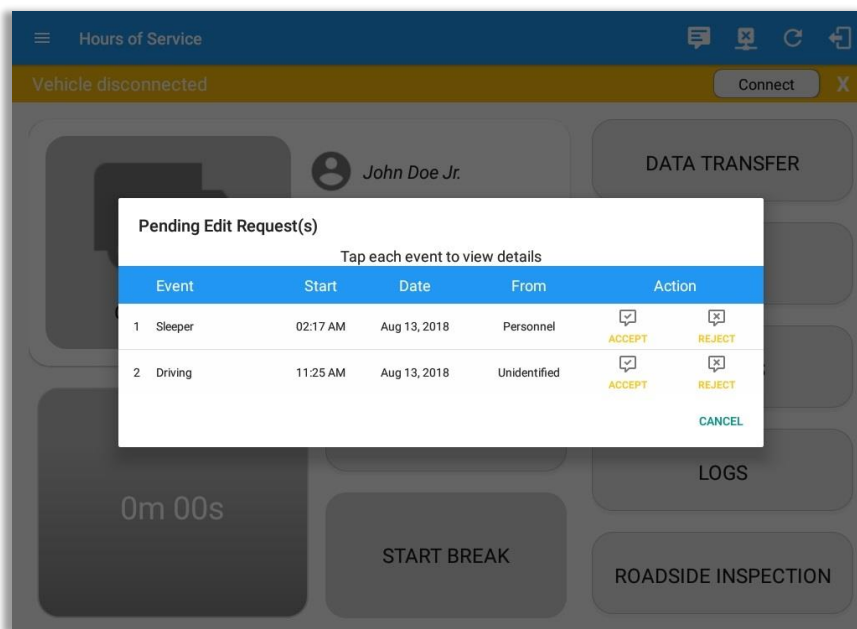 Hours of Service
Vehicle disconnected
Connect
X
John Doe Jr.
DATA TRANSFER
Pending Edit Request(s)
Tap each event to view details
Event Start Date From Action
1 Sleeper 02:17 AM Aug 13, 2018 Personnel ACCEPT REJECT
2 Driving 11:25 AM Aug 13, 2018 Unidentified ACCEPT REJECT
CANCEL
LOGS
0m 00s
START BREAK
ROADSIDE INSPECTION